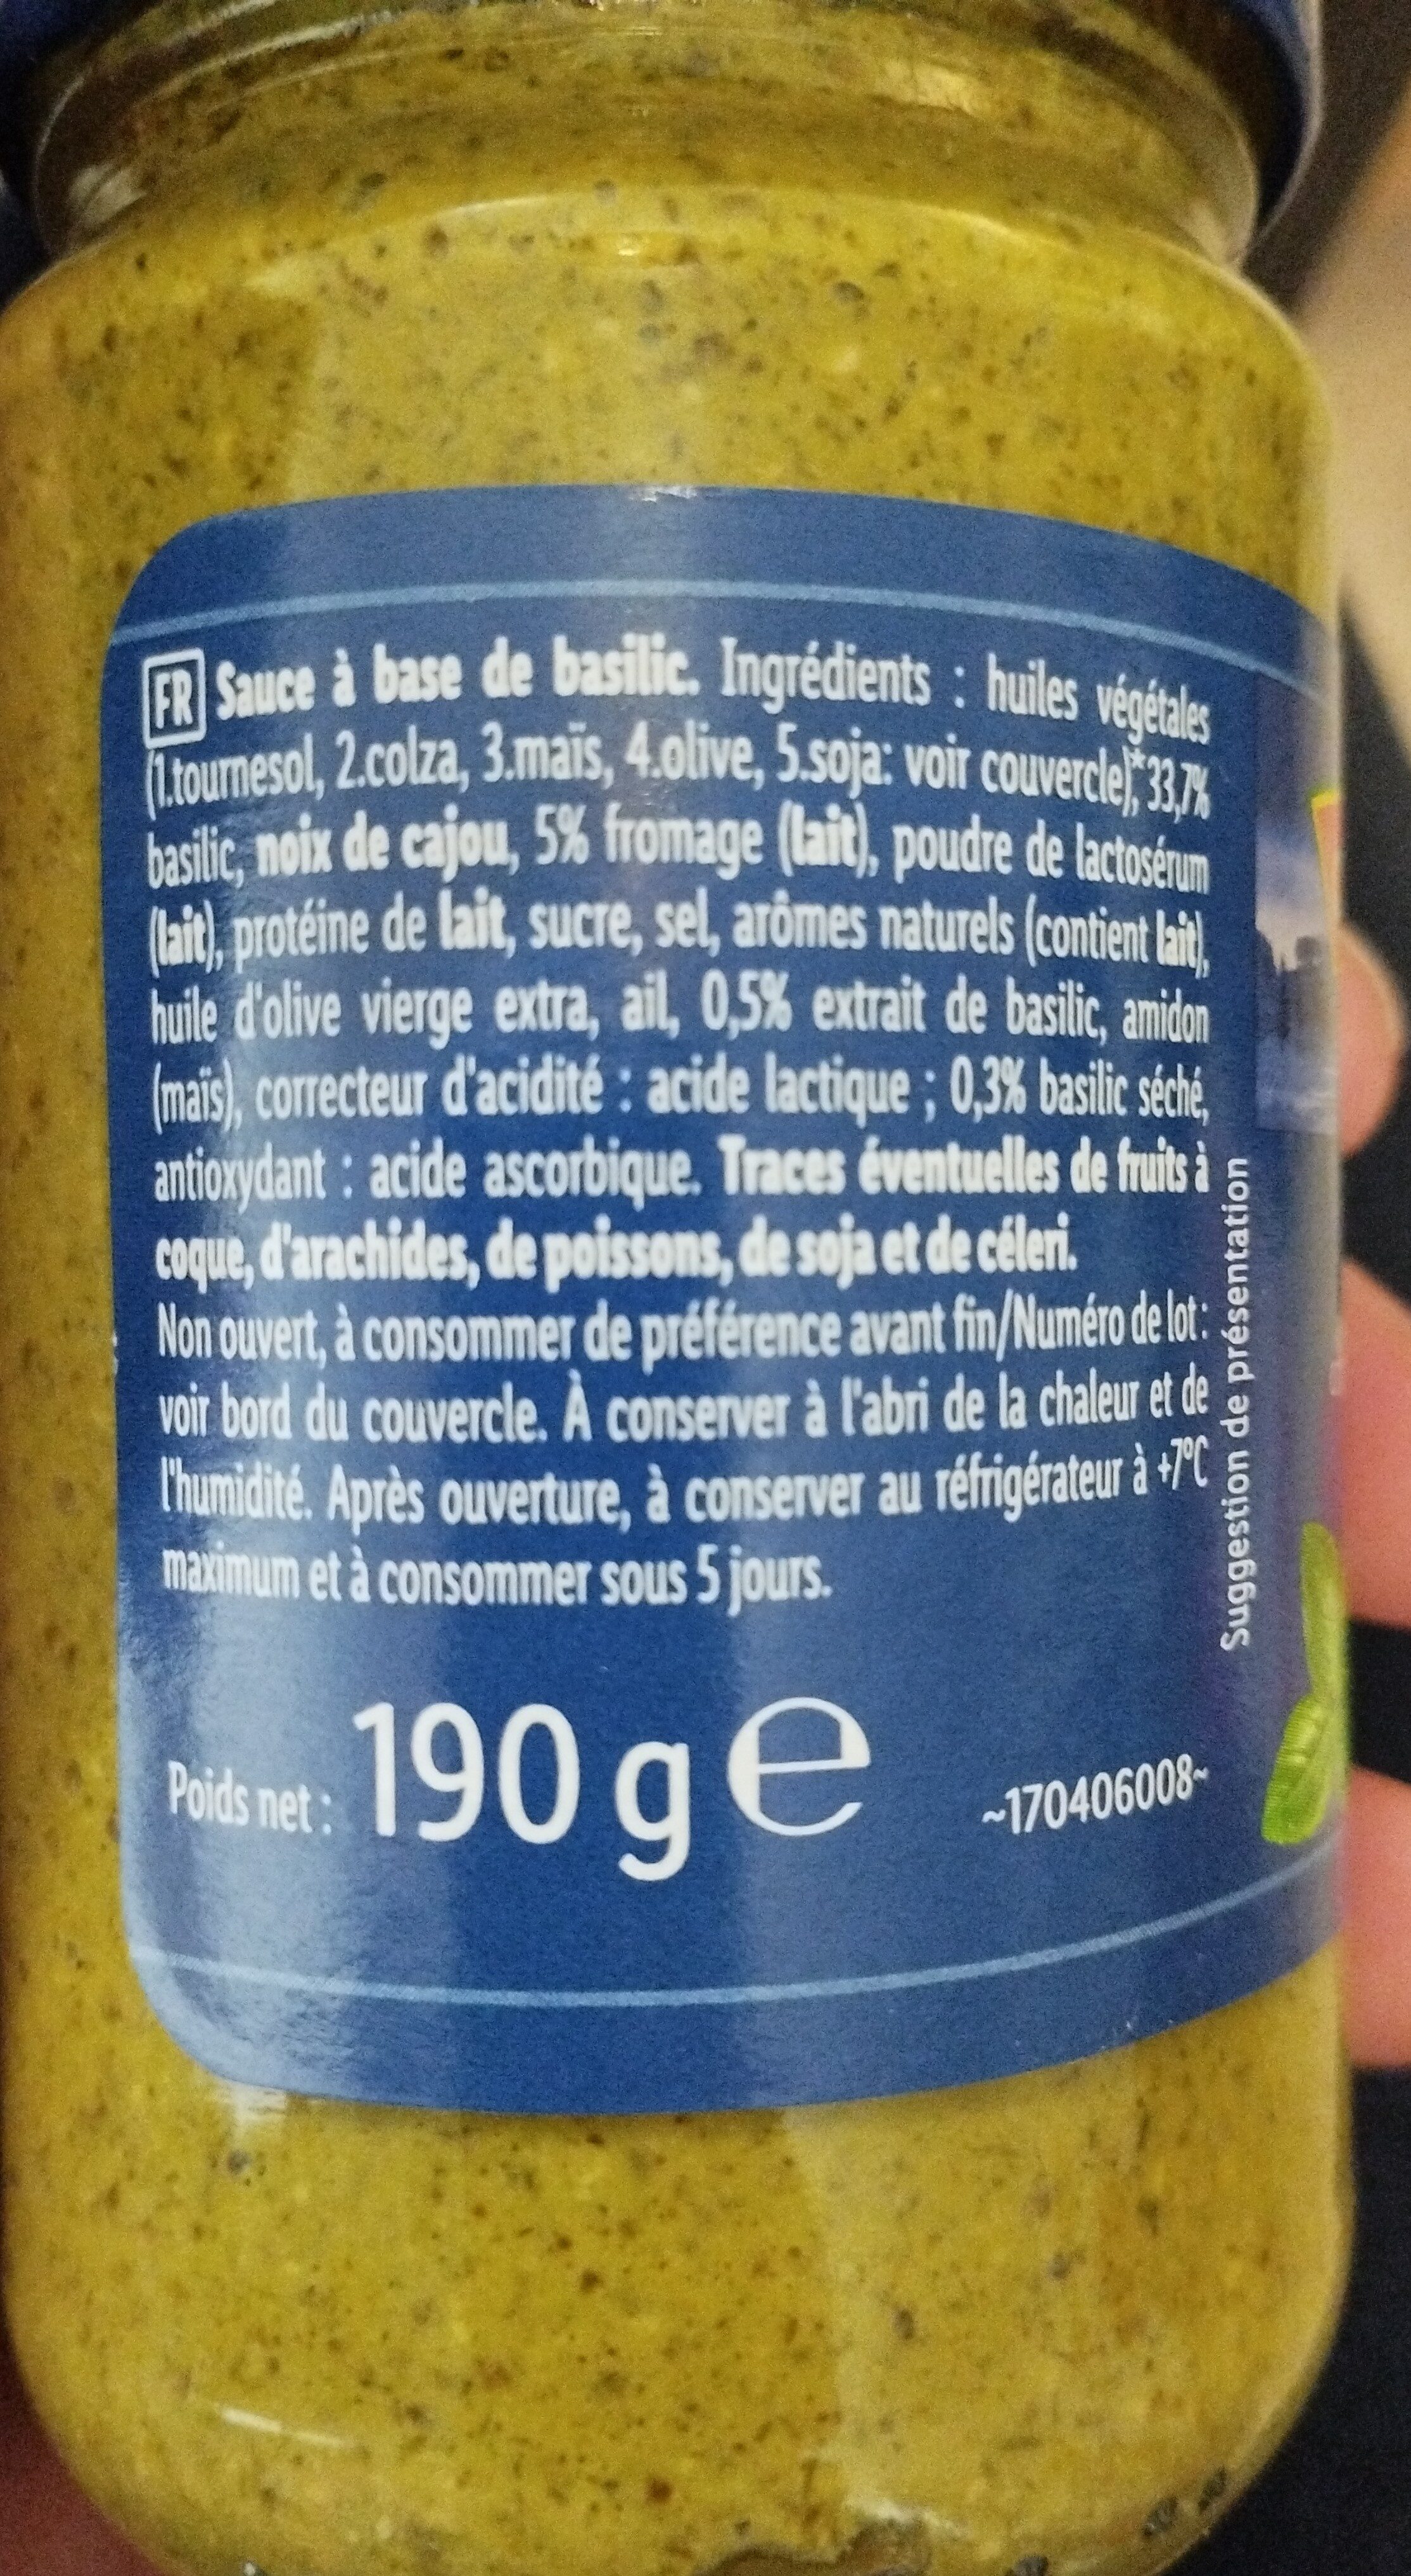 FR Sauce à base de basilic. Ingrédients : huiles végétales
(1.tournesol, 2.colza, 3.maïs, 4.olive, 5.soja: voir couvercle)*, 33,7%
basilic, noix de cajou, 5% fromage (lait), poudre de lactosérum
(lait), protéine de lait, sucre, sel, arômes naturels (contient lait),
huile d'olive vierge extra, ail, 0,5% extrait de basilic, amidon
(maïs), correcteur d'acidité : acide lactique ; 0,3% basilic séché,
antioxydant : acide ascorbique. Traces éventuelles de fruits à
coque, d'arachides, de poissons, de soja et de céleri.
Non ouvert, à consommer de préférence avant fin/Numéro de lot :
voir bord du couvercle. À conserver à l'abri de la chaleur et de
l'humidité. Après ouverture, à conserver au réfrigérateur à +7°C
maximum et à consommer sous 5 jours.
Poids net : 190 g e
~170406008~
Suggestion de présentation